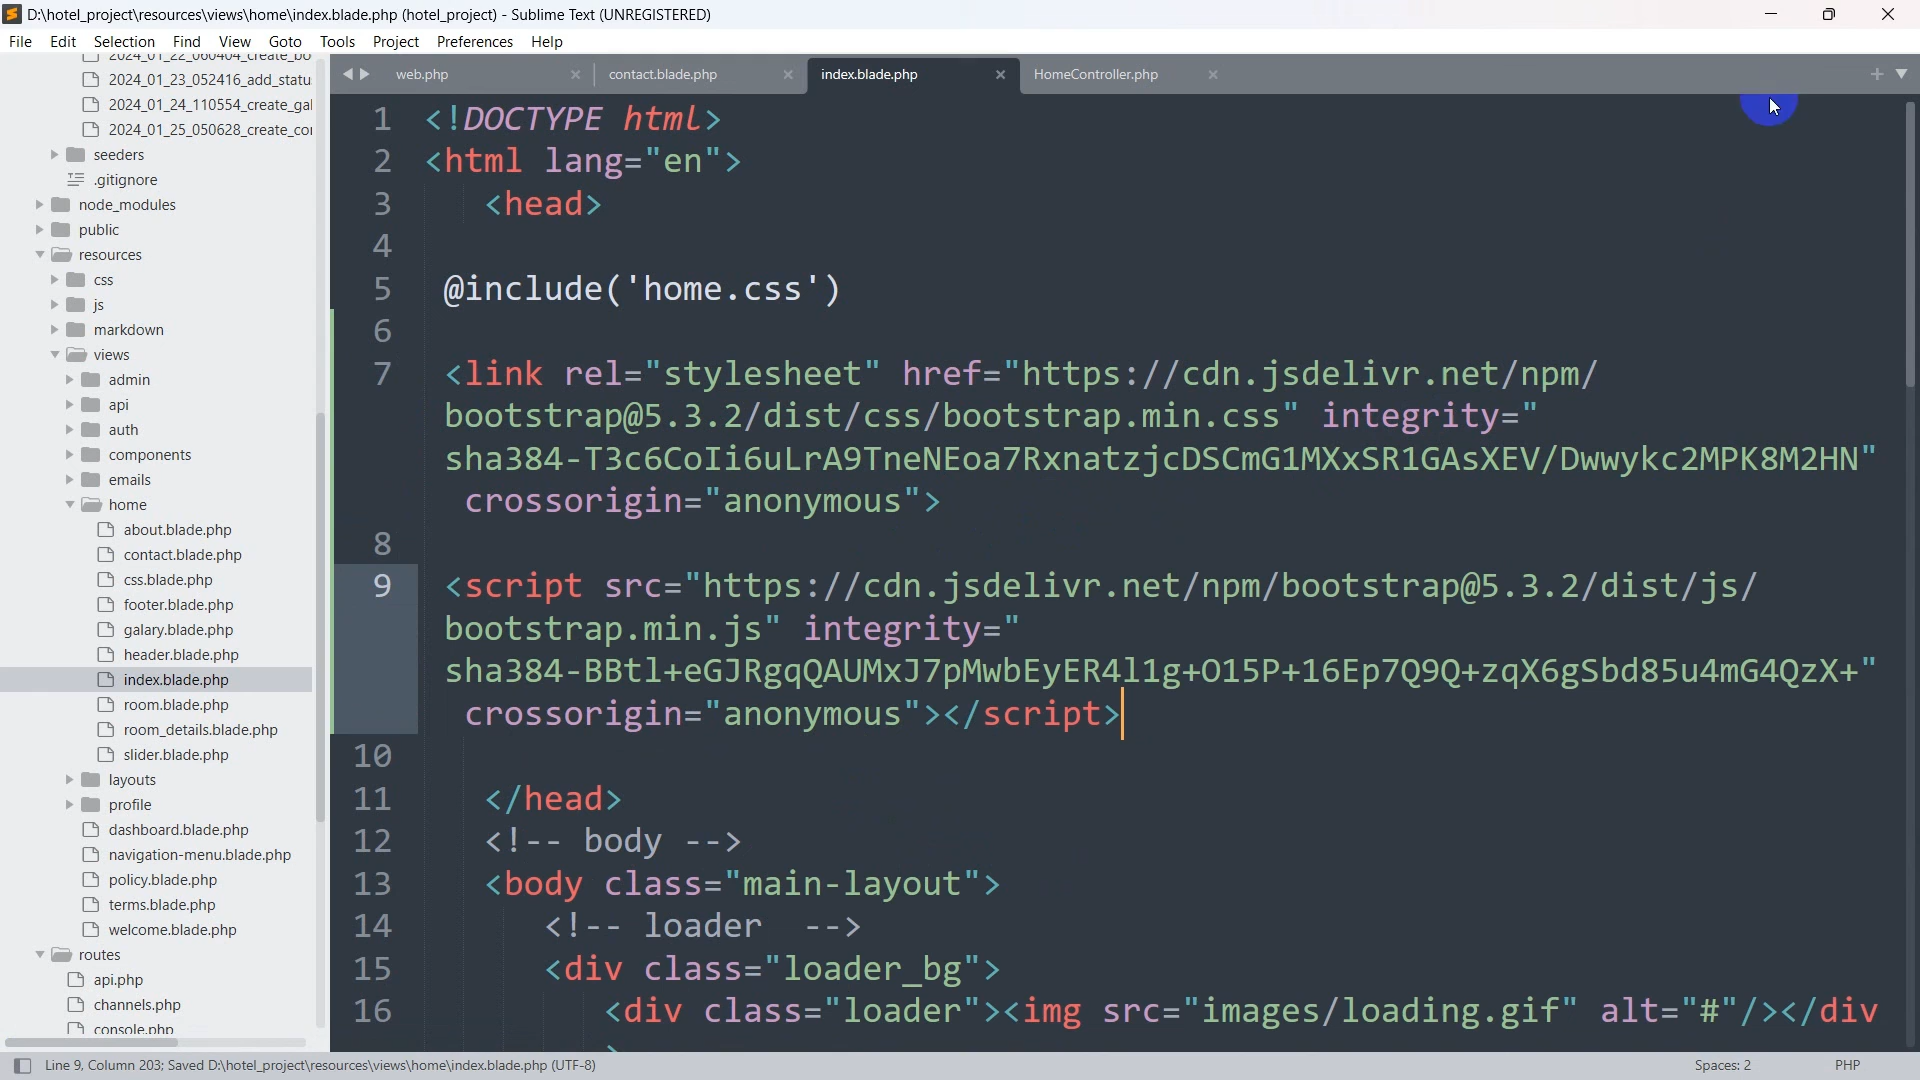 D:\hotel_project\resources\views\home\index.blade.php (hotel_project) - Sublime Text (UNREGISTERED)
File Edit Selection Find View Goto Tools Project Preferences Help
2024_01_22_060404_create_bo
2024_01_23_052416_add_statu
2024_01_24_110554_create_gal
2024_01_25_050628_create_cor
seeders
.gitignore
node_modules
public
resources
css
js
markdown
views
admin
api
auth
components
emails
home
about.blade.php
contact.blade.php
css.blade.php
footer.blade.php
galary.blade.php
header.blade.php
index.blade.php
room.blade.php
room_details.blade.php
slider.blade.php
layouts
profile
dashboard.blade.php
navigation-menu.blade.php
policy.blade.php
terms.blade.php
welcome.blade.php
routes
api.php
channels.php
console.php
web.php contact.blade.php index.blade.php HomeController.php
1 <!DOCTYPE html>
2 <html lang="en">
3 <head>
4
5 @include('home.css')
6
7 <link rel="stylesheet" href="https://cdn.jsdelivr.net/npm/
bootstrap@5.3.2/dist/css/bootstrap.min.css" integrity="
sha384-T3c6CoIi6uLrA9TneNEoa7RxnatzjcDSCmG1MXxSR1GAsXEV/Dwwykc2MPK8M2HN"
crossorigin="anonymous">
8
9 <script src="https://cdn.jsdelivr.net/npm/bootstrap@5.3.2/dist/js/
bootstrap.min.js" integrity="
sha384-BBtl+eGJRgqQAUMxJ7pMwbEyER4l1g+O15P+16Ep7Q9Q+zqX6gSbd85u4mG4QzX+"
crossorigin="anonymous"></script>
10
11 </head>
12 <!-- body -->
13 <body class="main-layout">
14 <!-- loader -->
15 <div class="loader_bg">
16 <div class="loader"><img src="images/loading.gif" alt="#"/></div
Line 9, Column 203; Saved D:\hotel_project\resources\views\home\index.blade.php (UTF-8)
Spaces: 2 PHP